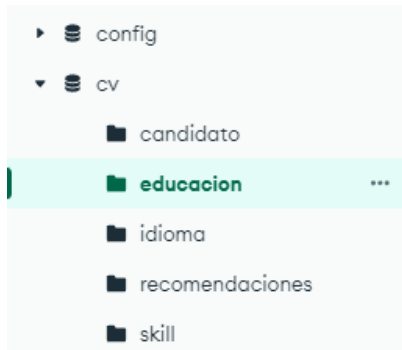 config
cv
candidato
educacion
idioma
recomendaciones
skill